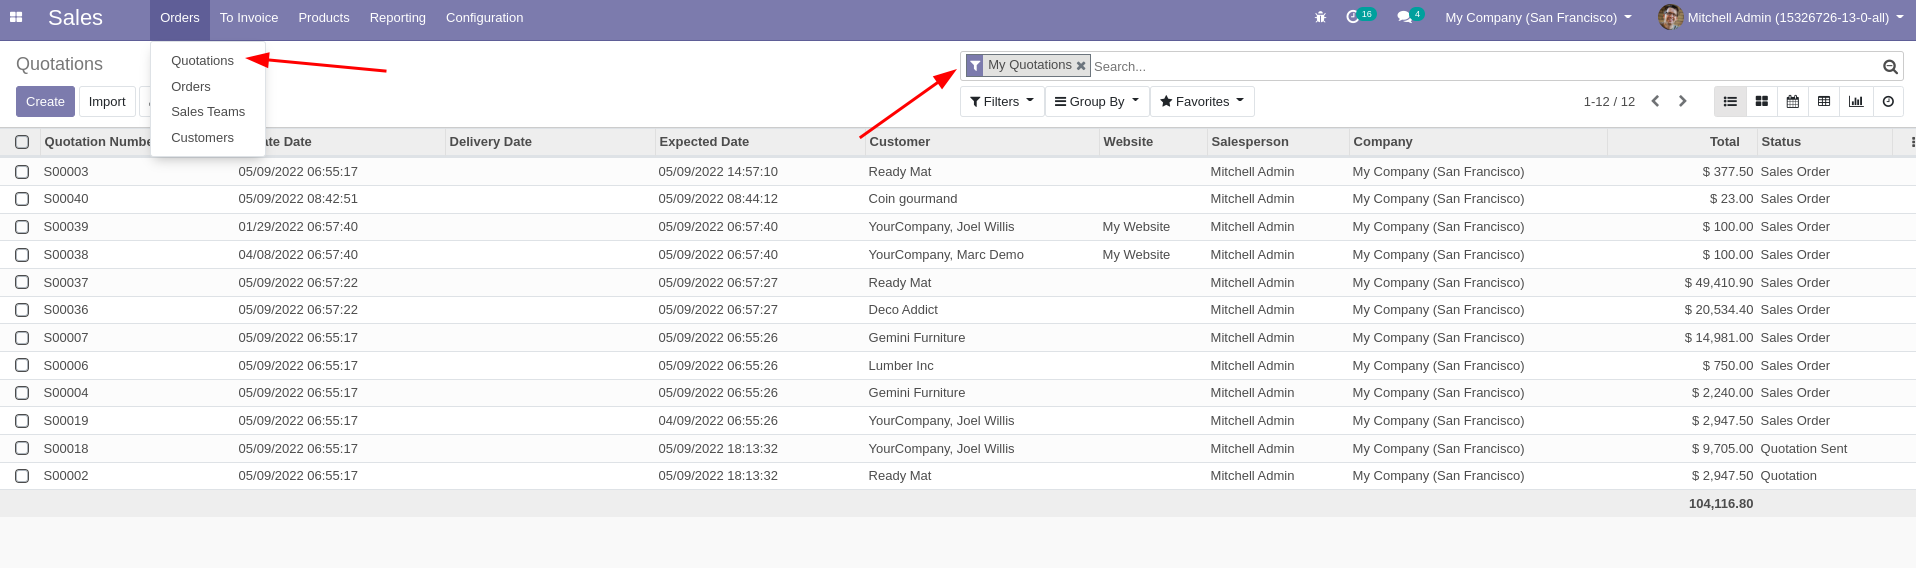 Sales Orders To Invoice Products Reporting Configuration 16 4 My Company (San Francisco) Mitchell Admin (15326726-13-0-all)
Quotations
Orders
Sales Teams
Customers
Quotations
My Quotations Search...
Create Import
Filters Group By Favorites 1-12 / 12
Quotation Numbe ate Date Delivery Date Expected Date Customer Website Salesperson Company Total Status
S00003 05/09/2022 06:55:17 05/09/2022 14:57:10 Ready Mat Mitchell Admin My Company (San Francisco) $ 377.50 Sales Order
S00040 05/09/2022 08:42:51 05/09/2022 08:44:12 Coin gourmand Mitchell Admin My Company (San Francisco) $ 23.00 Sales Order
S00039 01/29/2022 06:57:40 05/09/2022 06:57:40 YourCompany, Joel Willis My Website Mitchell Admin My Company (San Francisco) $ 100.00 Sales Order
S00038 04/08/2022 06:57:40 05/09/2022 06:57:40 YourCompany, Marc Demo My Website Mitchell Admin My Company (San Francisco) $ 100.00 Sales Order
S00037 05/09/2022 06:57:22 05/09/2022 06:57:27 Ready Mat Mitchell Admin My Company (San Francisco) $ 49,410.90 Sales Order
S00036 05/09/2022 06:57:22 05/09/2022 06:57:27 Deco Addict Mitchell Admin My Company (San Francisco) $ 20,534.40 Sales Order
S00007 05/09/2022 06:55:17 05/09/2022 06:55:26 Gemini Furniture Mitchell Admin My Company (San Francisco) $ 14,981.00 Sales Order
S00006 05/09/2022 06:55:17 05/09/2022 06:55:26 Lumber Inc Mitchell Admin My Company (San Francisco) $ 750.00 Sales Order
S00004 05/09/2022 06:55:17 05/09/2022 06:55:26 Gemini Furniture Mitchell Admin My Company (San Francisco) $ 2,240.00 Sales Order
S00019 05/09/2022 06:55:17 04/09/2022 06:55:26 YourCompany, Joel Willis Mitchell Admin My Company (San Francisco) $ 2,947.50 Sales Order
S00018 05/09/2022 06:55:17 05/09/2022 18:13:32 YourCompany, Joel Willis Mitchell Admin My Company (San Francisco) $ 9,705.00 Quotation Sent
S00002 05/09/2022 06:55:17 05/09/2022 18:13:32 Ready Mat Mitchell Admin My Company (San Francisco) $ 2,947.50 Quotation
104,116.80